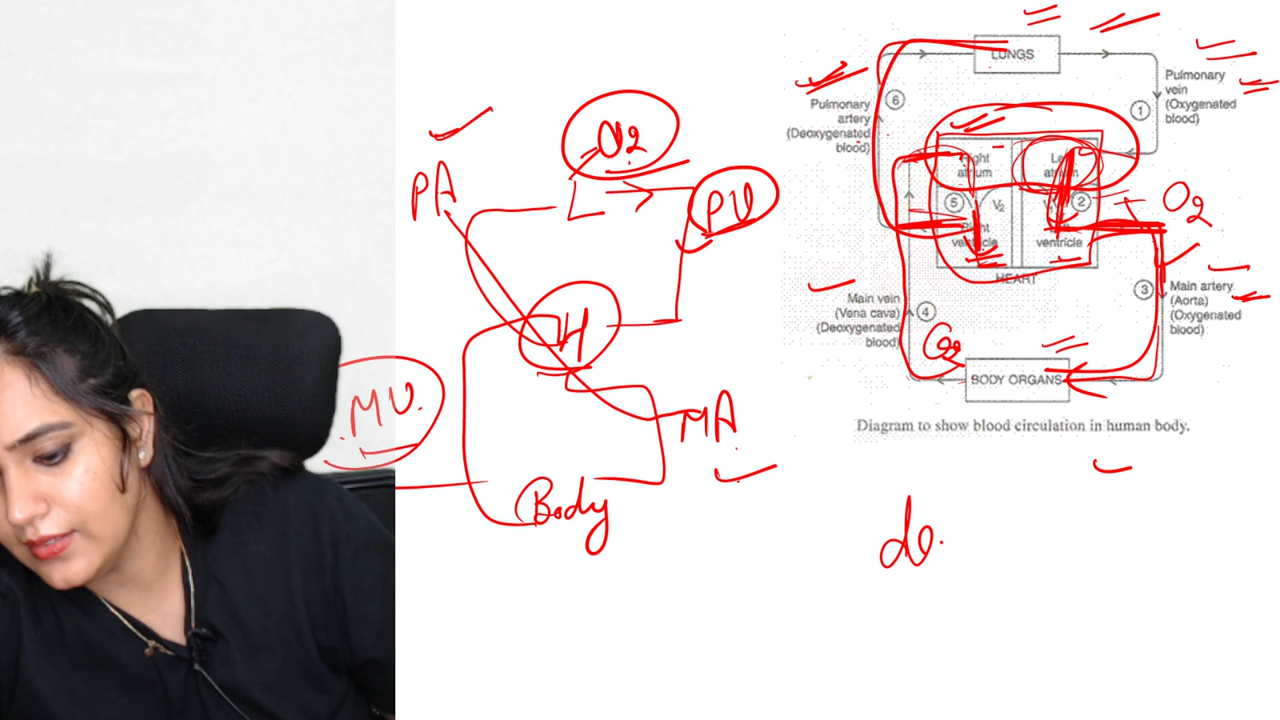 O2
PA
L
PV
H
M.V.
MA
Body
LUNGS
Pulmonary
artery
(Deoxygenated
blood)
6
Pulmonary
vein
(Oxygenated
blood)
1
atrium
5
V2
2
ventricle
ventricle
HEART
O2
Main vein
(Vena cava)
(Deoxygenated
blood)
4
3
Main artery
(Aorta)
(Oxygenated
blood)
BODY ORGANS
Diagram to show blood circulation in human body.